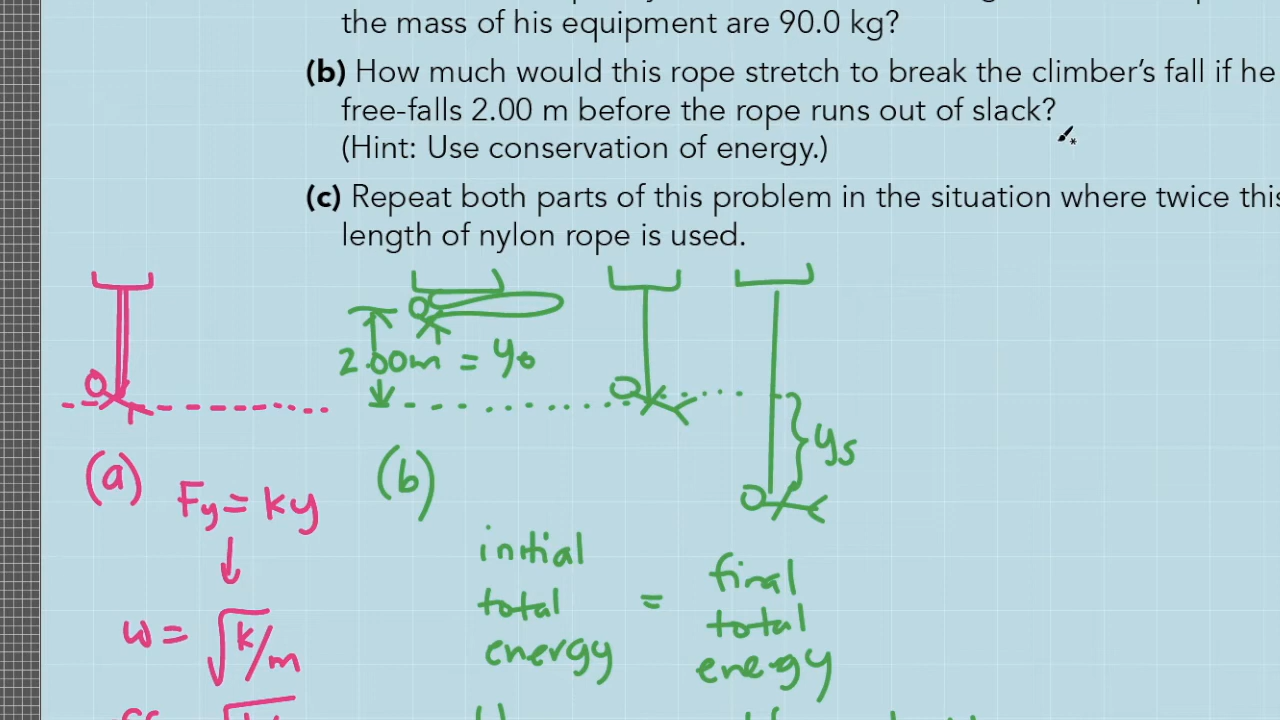 the mass of his equipment are 90.0 kg?
(b) How much would this rope stretch to break the climber's fall if he
free-falls 2.00 m before the rope runs out of slack?
(Hint: Use conservation of energy.)
(c) Repeat both parts of this problem in the situation where twice this
length of nylon rope is used.
2.00m = y₀
ys
(a)
Fy = ky
(b)
initial total energy = final total energy
ω = √k/m